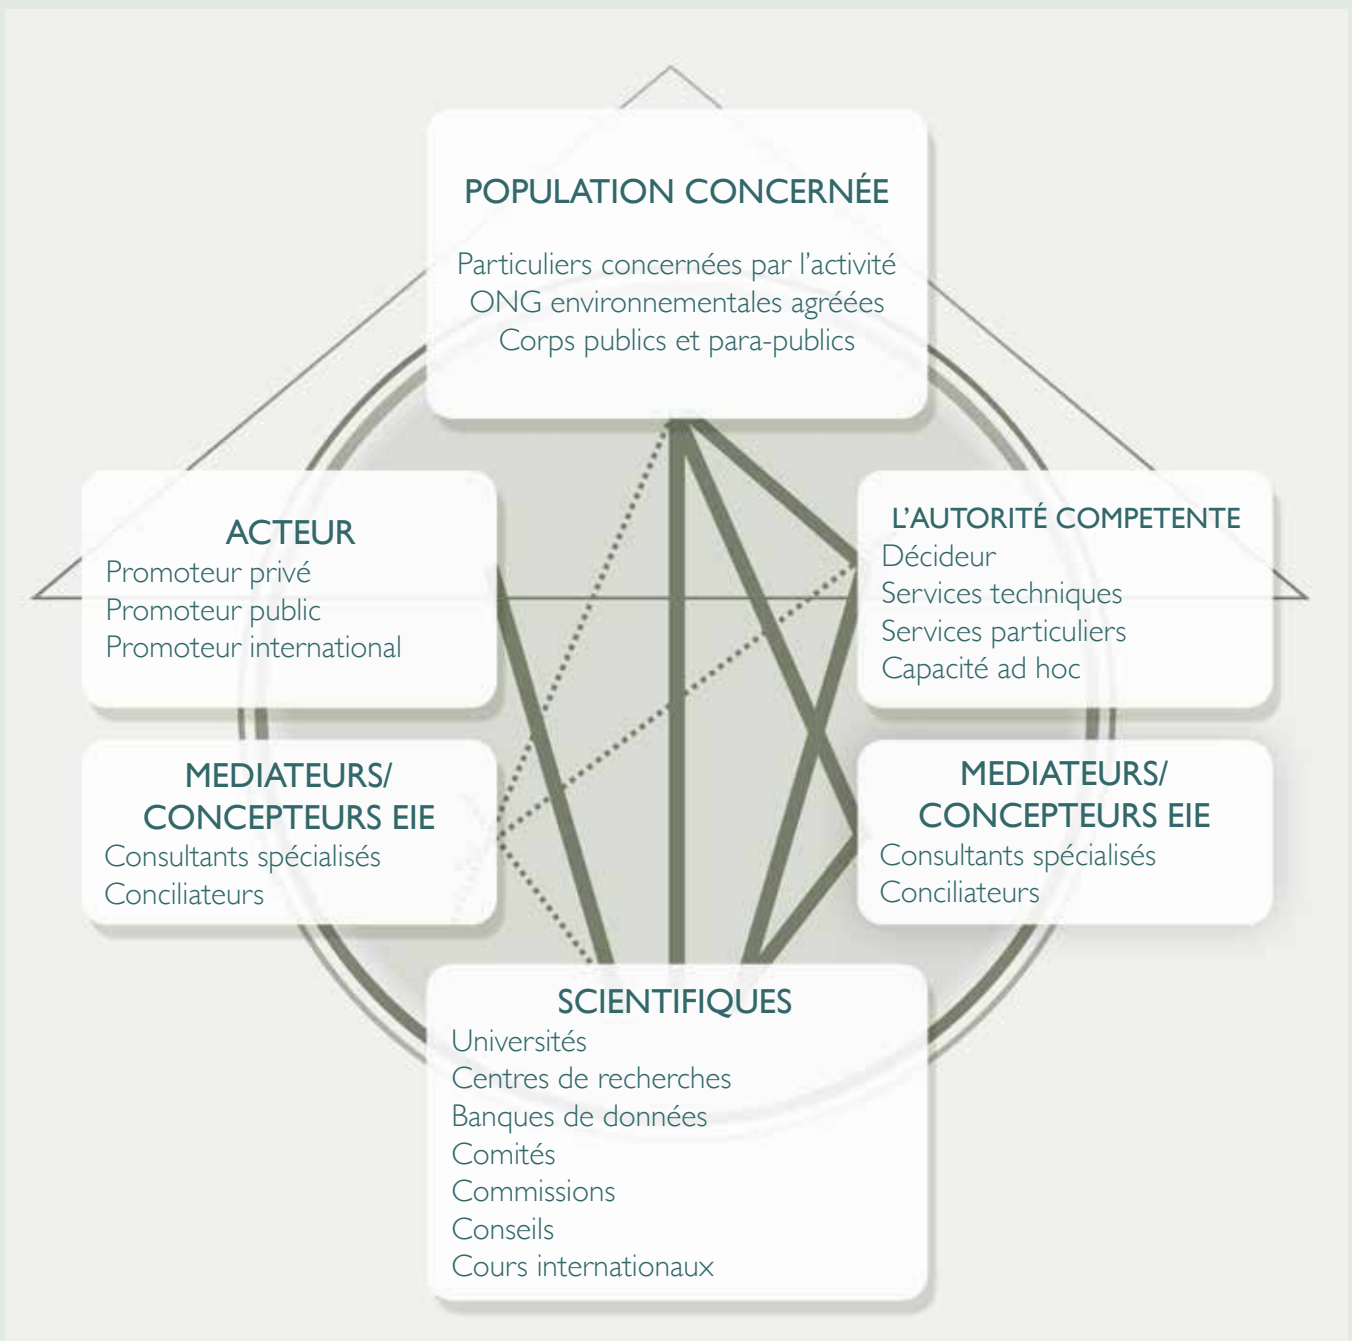 POPULATION CONCERNÉE
Particuliers concernées par l'activité
ONG environnementales agréées
Corps publics et para-publics
ACTEUR
Promoteur privé
Promoteur public
Promoteur international
L'AUTORITÉ COMPETENTE
Décideur
Services techniques
Services particuliers
Capacité ad hoc
MEDIATEURS/
CONCEPTEURS EIE
Consultants spécialisés
Conciliateurs
MEDIATEURS/
CONCEPTEURS EIE
Consultants spécialisés
Conciliateurs
SCIENTIFIQUES
Universités
Centres de recherches
Banques de données
Comités
Commissions
Conseils
Cours internationaux